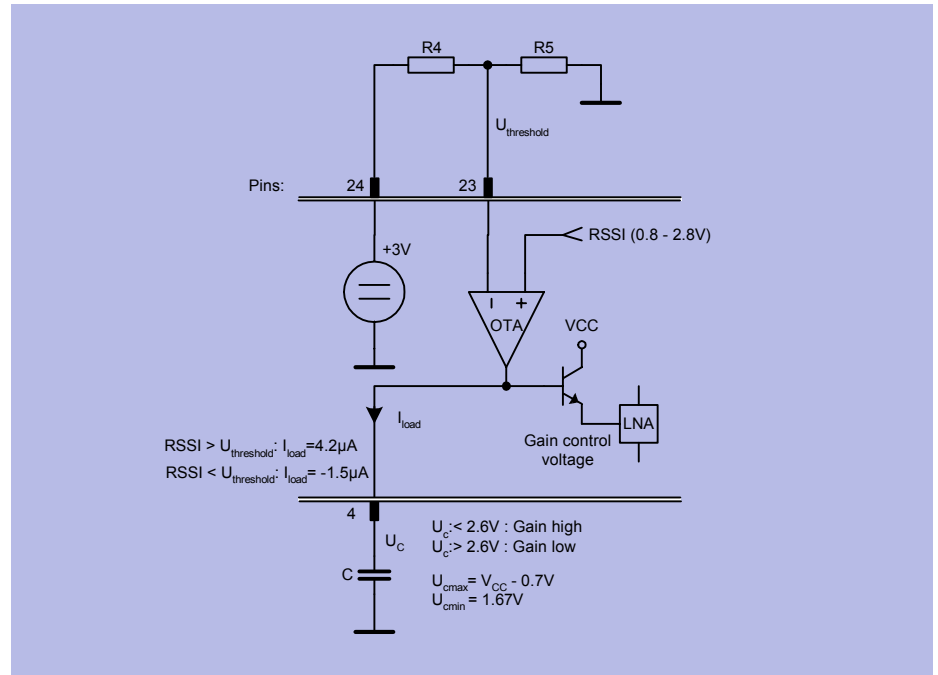 R4 R5
U_threshold
Pins: 24 23
RSSI (0.8 - 2.8V)
+3V
I +
OTA
VCC
I_load
LNA
Gain control
voltage
RSSI > U_threshold: I_load=4.2µA
RSSI < U_threshold: I_load= -1.5µA
4
U_C
U_c:< 2.6V : Gain high
U_c:> 2.6V : Gain low
C
U_cmax= V_CC - 0.7V
U_cmin = 1.67V